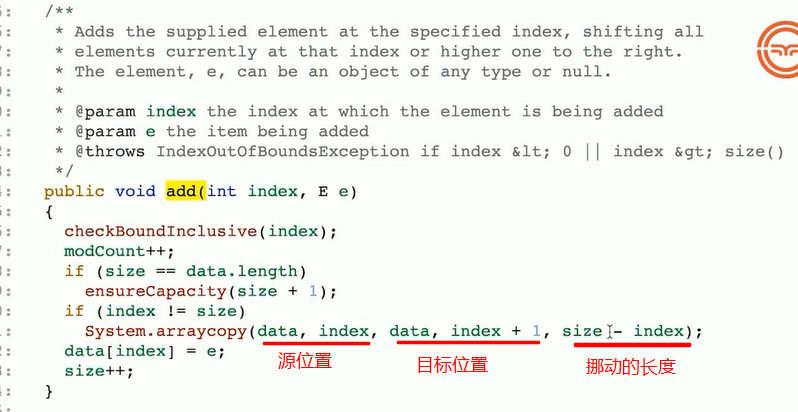 /**
* Adds the supplied element at the specified index, shifting all
* elements currently at that index or higher one to the right.
* The element, e, can be an object of any type or null.
*
* @param index the index at which the element is being added
* @param e the item being added
* @throws IndexOutOfBoundsException if index &lt; 0 || index &gt; size()
*/
public void add(int index, E e)
{
checkBoundInclusive(index);
modCount++;
if (size == data.length)
ensureCapacity(size + 1);
if (index != size)
System.arraycopy(data, index, data, index + 1, size - index);
源位置 目标位置 挪动的长度
data[index] = e;
size++;
}